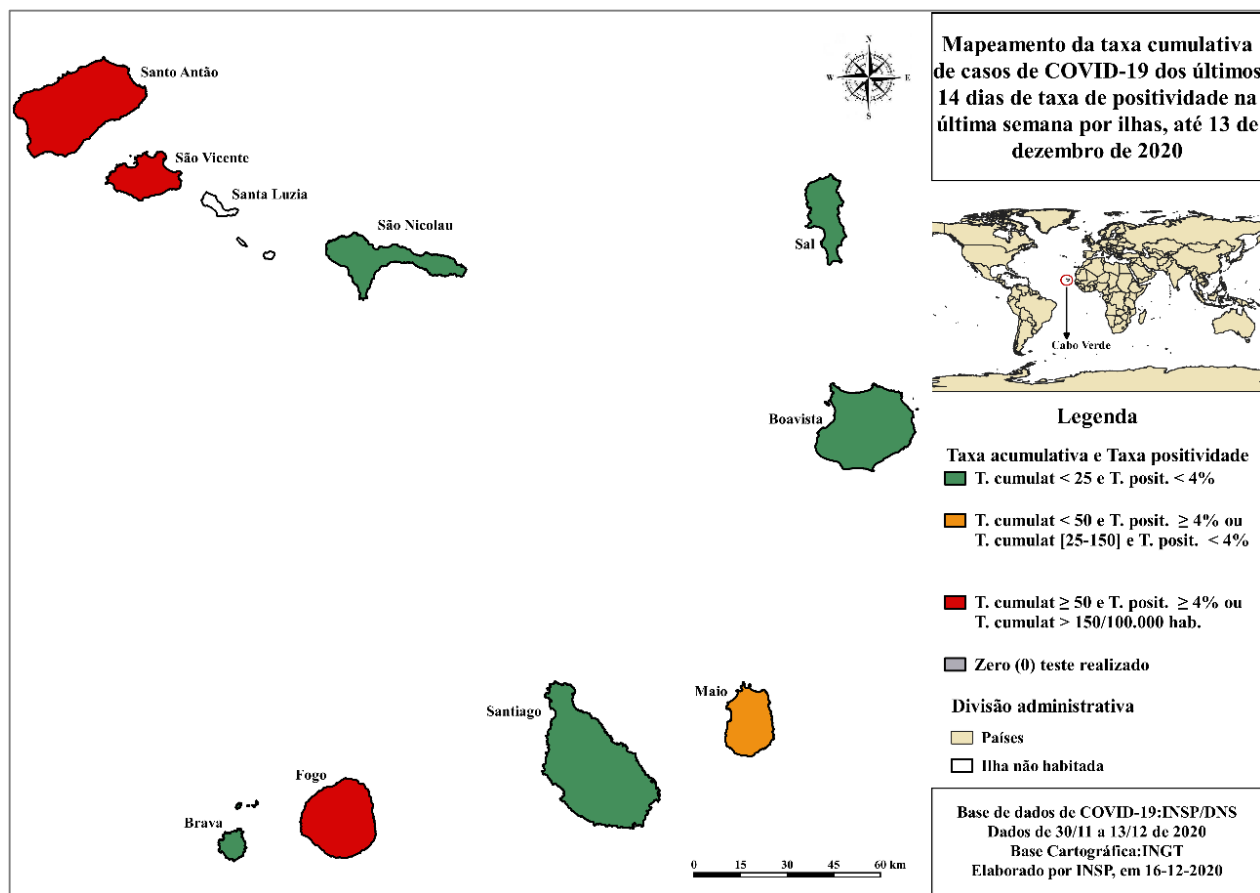 Mapeamento da taxa cumulativa
de casos de COVID-19 dos últimos
14 dias de taxa de positividade na
última semana por ilhas, até 13 de
dezembro de 2020
N
W
E
S
Santo Antão
São Vicente
Santa Luzia
São Nicolau
Sal
Boavista
Maio
Santiago
Fogo
Brava
Cabo Verde
Legenda
Taxa acumulativa e Taxa positividade
T. cumulat < 25 e T. posit. < 4%
T. cumulat < 50 e T. posit. ≥ 4% ou
T. cumulat [25-150] e T. posit. < 4%
T. cumulat ≥ 50 e T. posit. ≥ 4% ou
T. cumulat > 150/100.000 hab.
Zero (0) teste realizado
Divisão administrativa
Países
Ilha não habitada
0 15 30 45 60 km
Base de dados de COVID-19:INSP/DNS
Dados de 30/11 a 13/12 de 2020
Base Cartográfica:INGT
Elaborado por INSP, em 16-12-2020